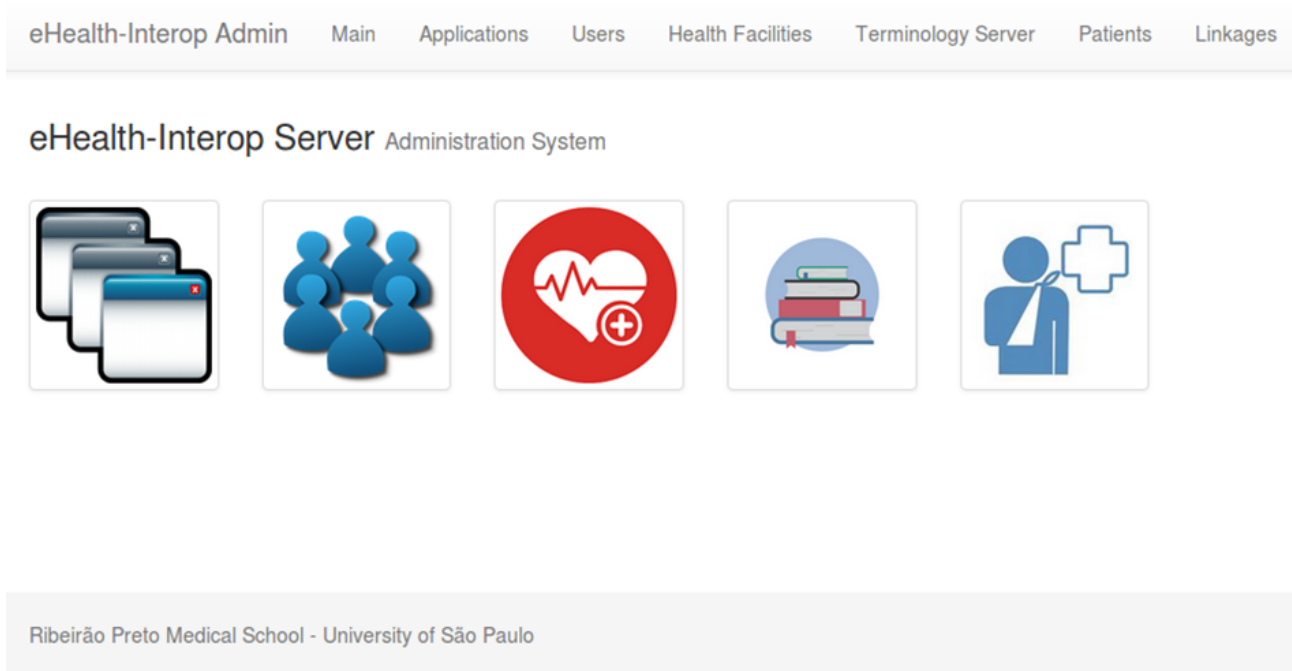 eHealth-Interop Admin Main Applications Users Health Facilities Terminology Server Patients Linkages
eHealth-Interop Server Administration System
Ribeirão Preto Medical School - University of São Paulo